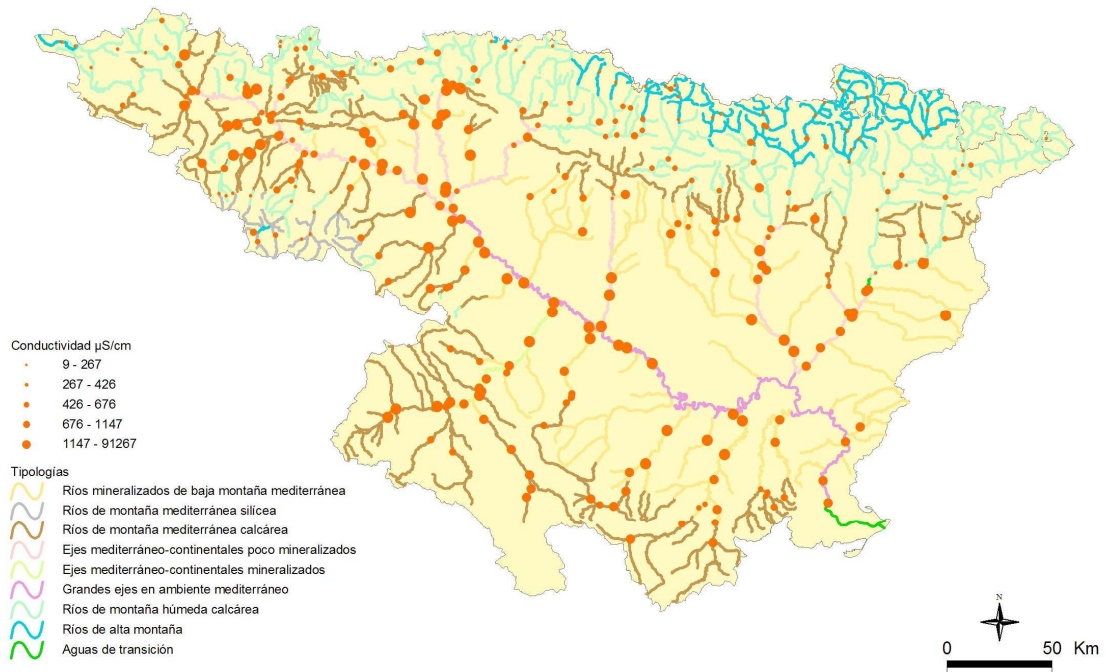 Conductividad µS/cm
9 - 267
267 - 426
426 - 676
676 - 1147
1147 - 91267
Tipologías
Ríos mineralizados de baja montaña mediterránea
Ríos de montaña mediterránea silícea
Ríos de montaña mediterránea calcárea
Ejes mediterráneo-continentales poco mineralizados
Ejes mediterráneo-continentales mineralizados
Grandes ejes en ambiente mediterráneo
Ríos de montaña húmeda calcárea
Ríos de alta montaña
Aguas de transición
N
0 50 Km